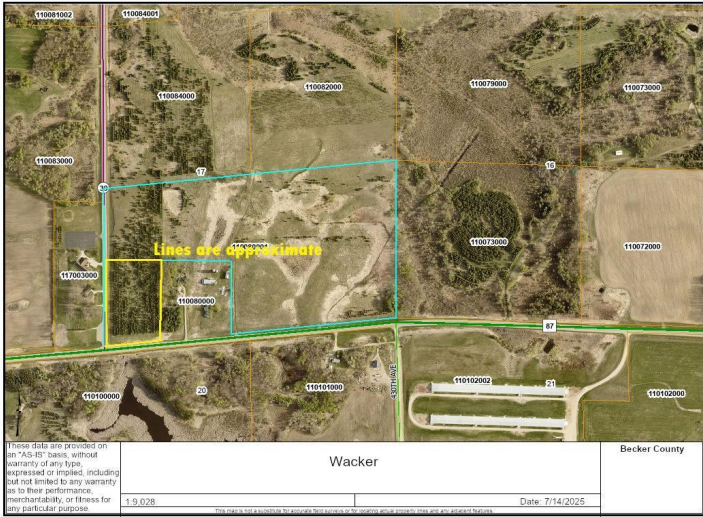 110081002
110084001
110084000
110082000
110079000
110073000
110083000
17
16
39
Lines are approximate
117003000
110080000
110073000
110072000
87
430TH AVE
110100000
20
110101000
110102002
21
110102000
These data are provided on
an "AS-IS" basis, without
warranty of any type,
expressed or implied, including
but not limited to any warranty
as to their performance,
merchantability, or fitness for
any particular purpose.
Wacker
Becker County
1:9,028
Date: 7/14/2025
This map is not a substitute for accurate field surveys or for locating actual property lines and any adjacent features.